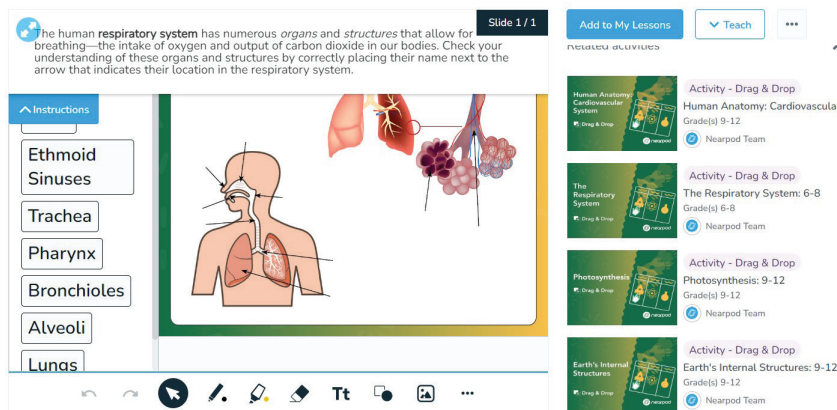 The human respiratory system has numerous organs and structures that allow for
breathing—the intake of oxygen and output of carbon dioxide in our bodies. Check your
understanding of these organs and structures by correctly placing their name next to the
arrow that indicates their location in the respiratory system.
Slide 1 / 1
Instructions
Ethmoid
Sinuses
Trachea
Pharynx
Bronchioles
Alveoli
Lungs
Tt
Add to My Lessons
Teach
Related activities
Human Anatomy:
Cardiovascular
System
Drag & Drop
nearpod
Activity - Drag & Drop
Human Anatomy: Cardiovascula
Grade(s) 9-12
Nearpod Team
The
Respiratory
System
Drag & Drop
nearpod
Activity - Drag & Drop
The Respiratory System: 6-8
Grade(s) 6-8
Nearpod Team
Photosynthesis
Drag & Drop
nearpod
Activity - Drag & Drop
Photosynthesis: 9-12
Grade(s) 9-12
Nearpod Team
Earth's Internal
Structures
Drag & Drop
nearpod
Activity - Drag & Drop
Earth's Internal Structures: 9-12
Grade(s) 9-12
Nearpod Team